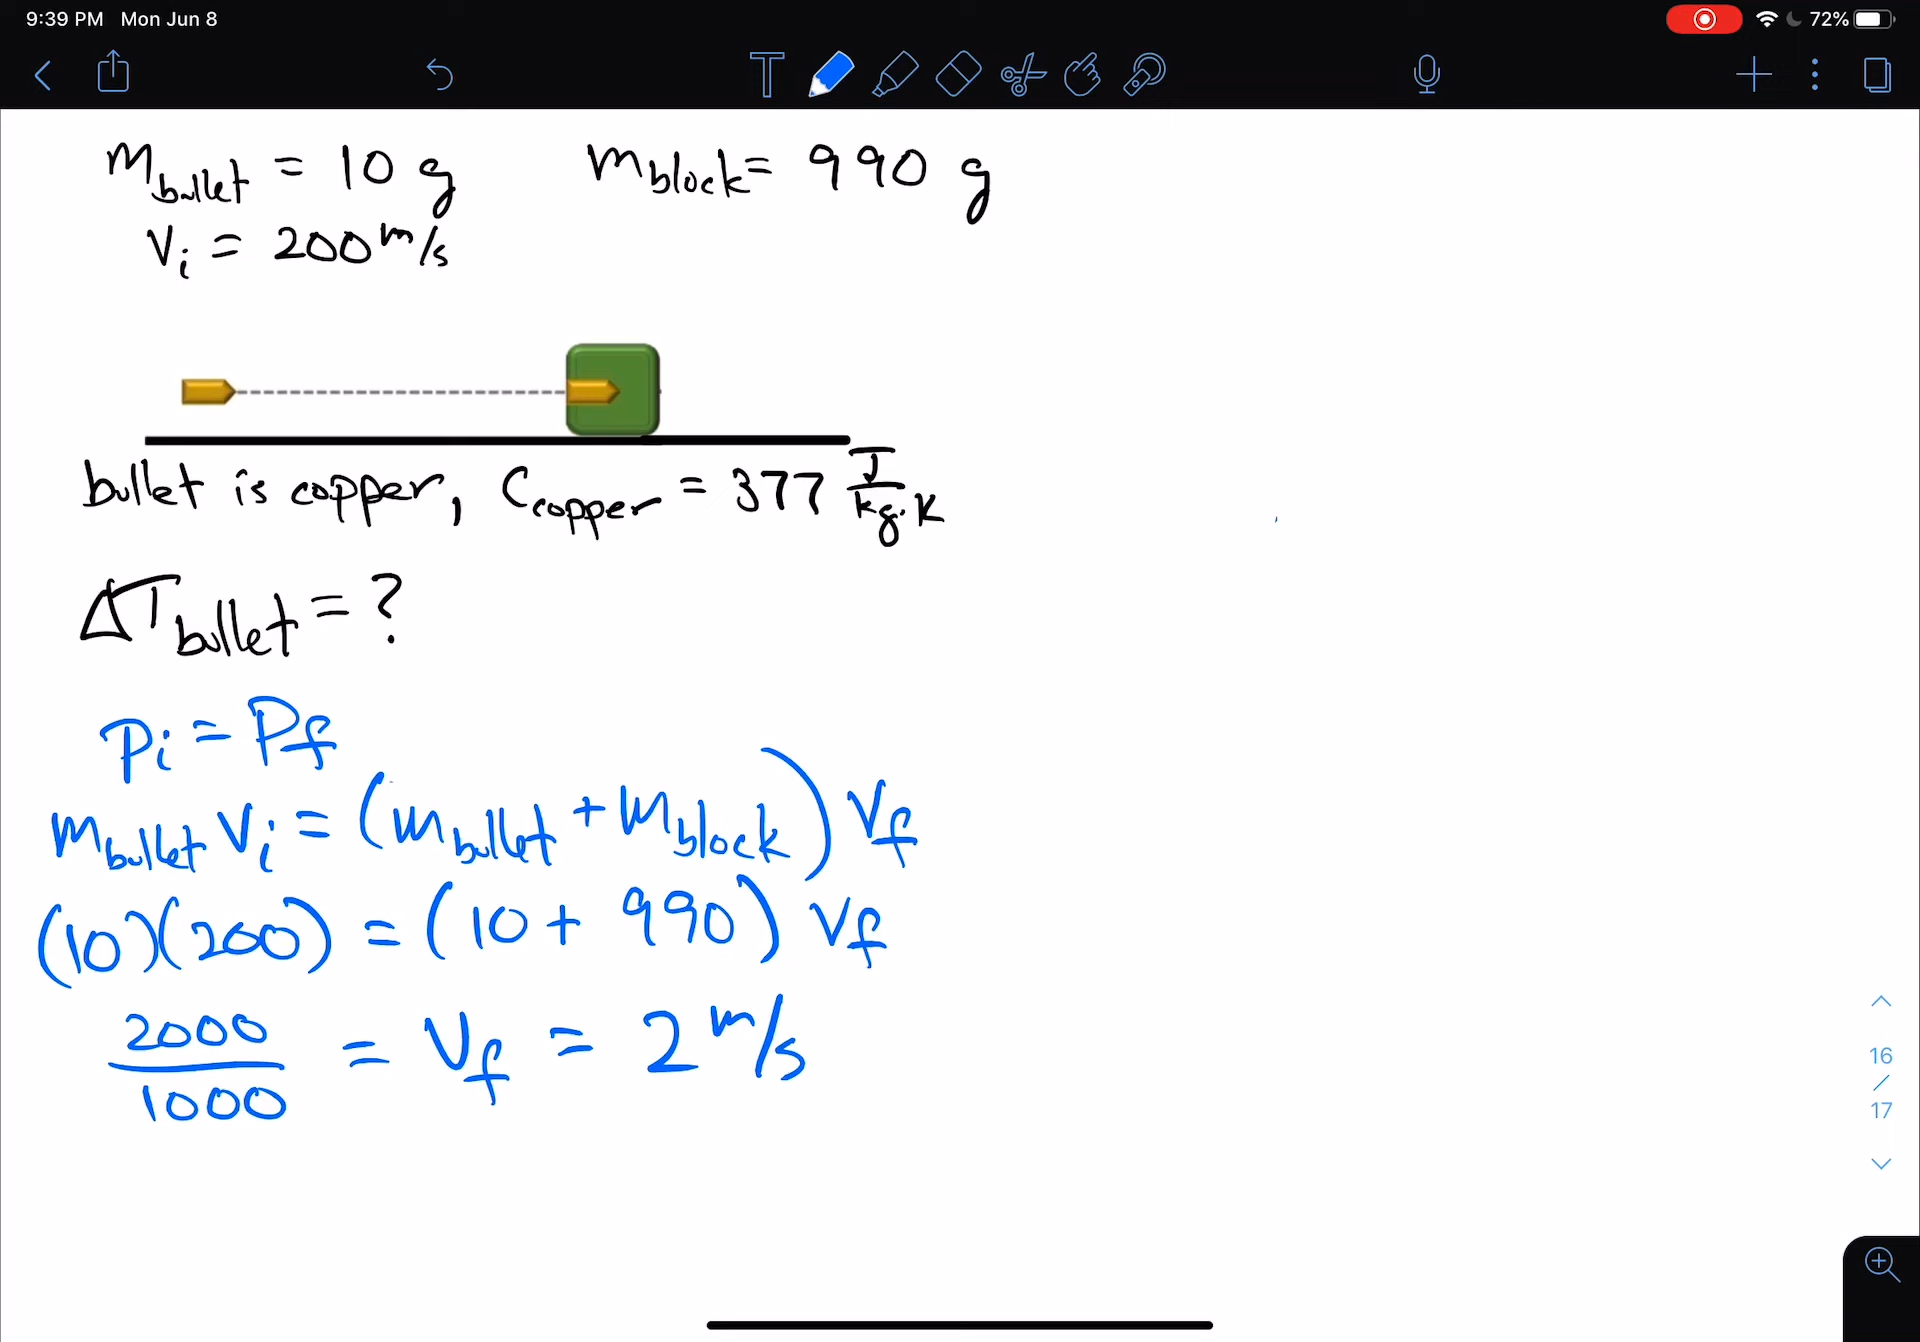 9:39 PM Mon Jun 8
72%
T
m_bullet = 10 g m_block = 990 g
v_i = 200 m/s
bullet is copper, C_copper = 377 J/kg·K
ΔT_bullet = ?
P_i = P_f
m_bullet v_i = (m_bullet + m_block) v_f
(10)(200) = (10 + 990) v_f
2000/1000 = v_f = 2 m/s
16
/
17